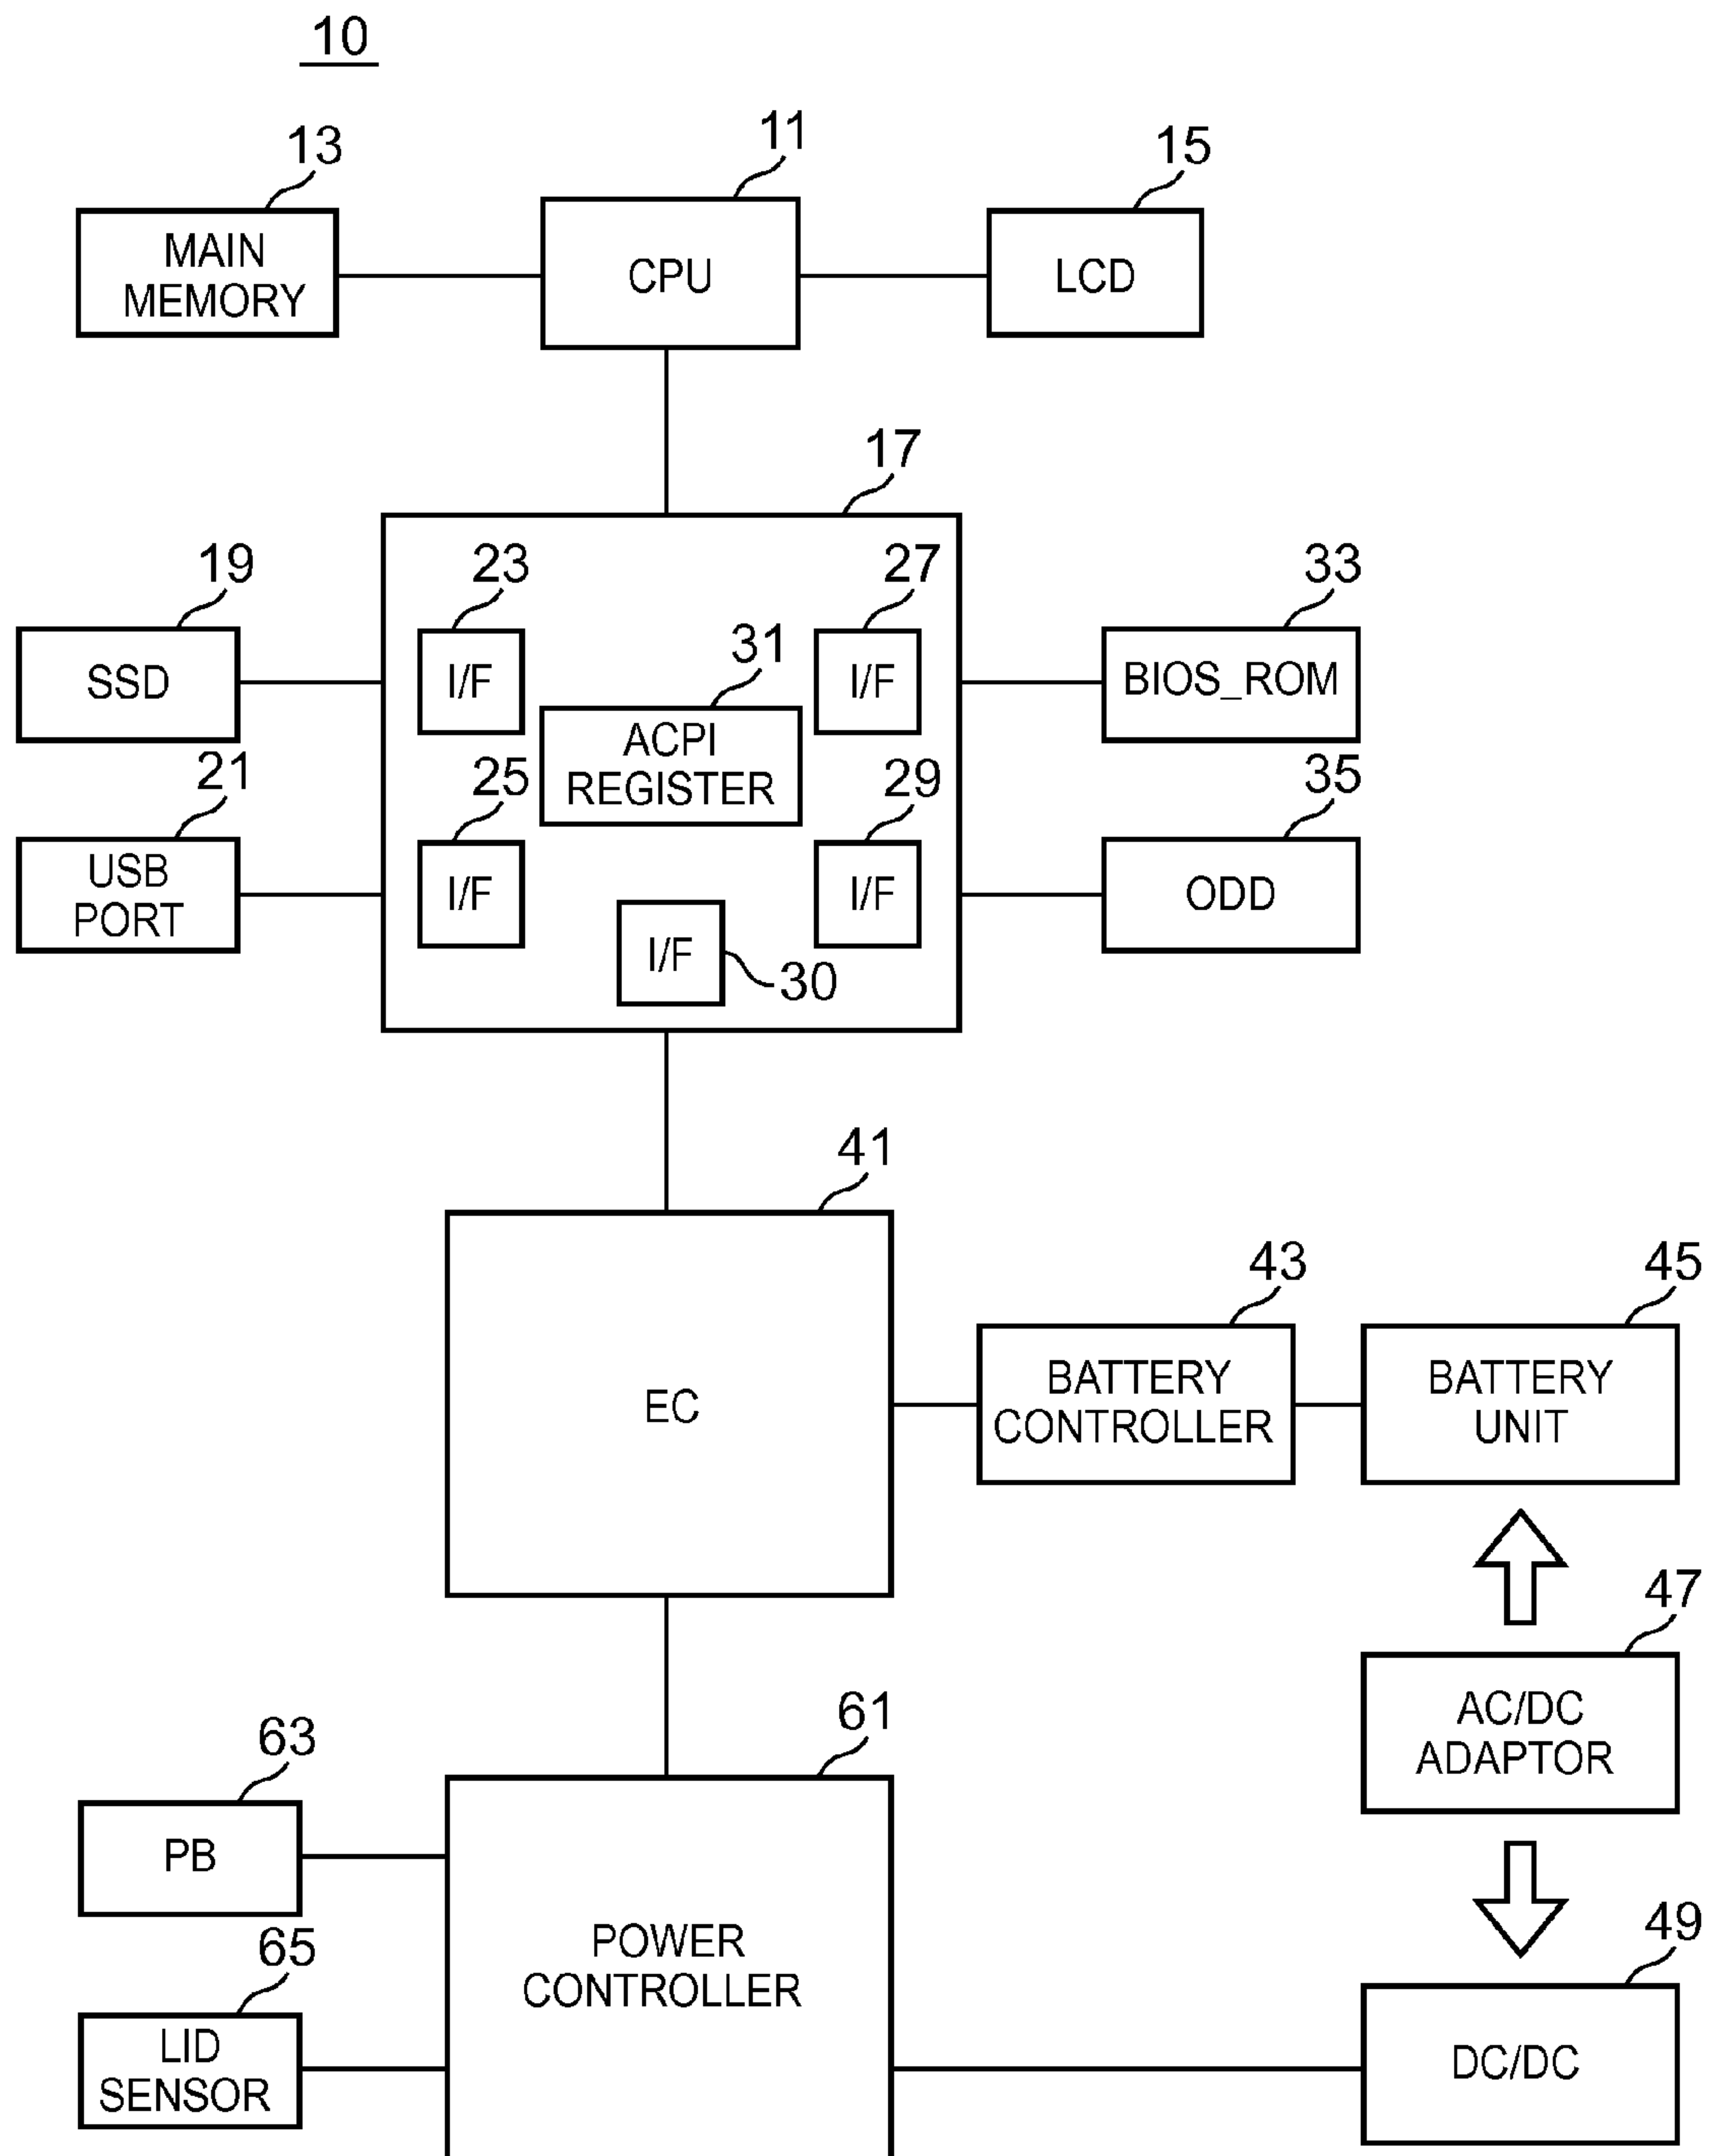 10
13
11
15
MAIN
MEMORY
CPU
LCD
17
19
23
27
33
SSD
I/F
31
I/F
BIOS_ROM
ACPI
REGISTER
21
25
29
35
USB
PORT
I/F
I/F
ODD
I/F
30
41
43
45
EC
BATTERY
CONTROLLER
BATTERY
UNIT
47
63
61
AC/DC
ADAPTOR
PB
65
49
POWER
CONTROLLER
LID
SENSOR
DC/DC